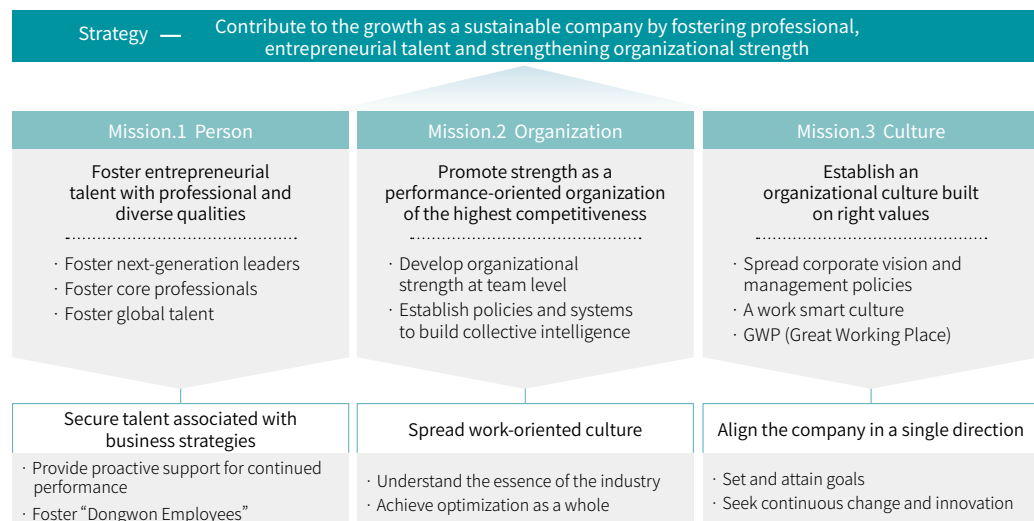 Strategy — Contribute to the growth as a sustainable company by fostering professional,
entrepreneurial talent and strengthening organizational strength
Mission.1 Person
Foster entrepreneurial
talent with professional and
diverse qualities
· Foster next-generation leaders
· Foster core professionals
· Foster global talent
Secure talent associated with
business strategies
· Provide proactive support for continued
performance
· Foster “Dongwon Employees”
Mission.2 Organization
Promote strength as a
performance-oriented organization
of the highest competitiveness
· Develop organizational
strength at team level
· Establish policies and systems
to build collective intelligence
Spread work-oriented culture
· Understand the essence of the industry
· Achieve optimization as a whole
Mission.3 Culture
Establish an
organizational culture built
on right values
· Spread corporate vision and
management policies
· A work smart culture
· GWP (Great Working Place)
Align the company in a single direction
· Set and attain goals
· Seek continuous change and innovation